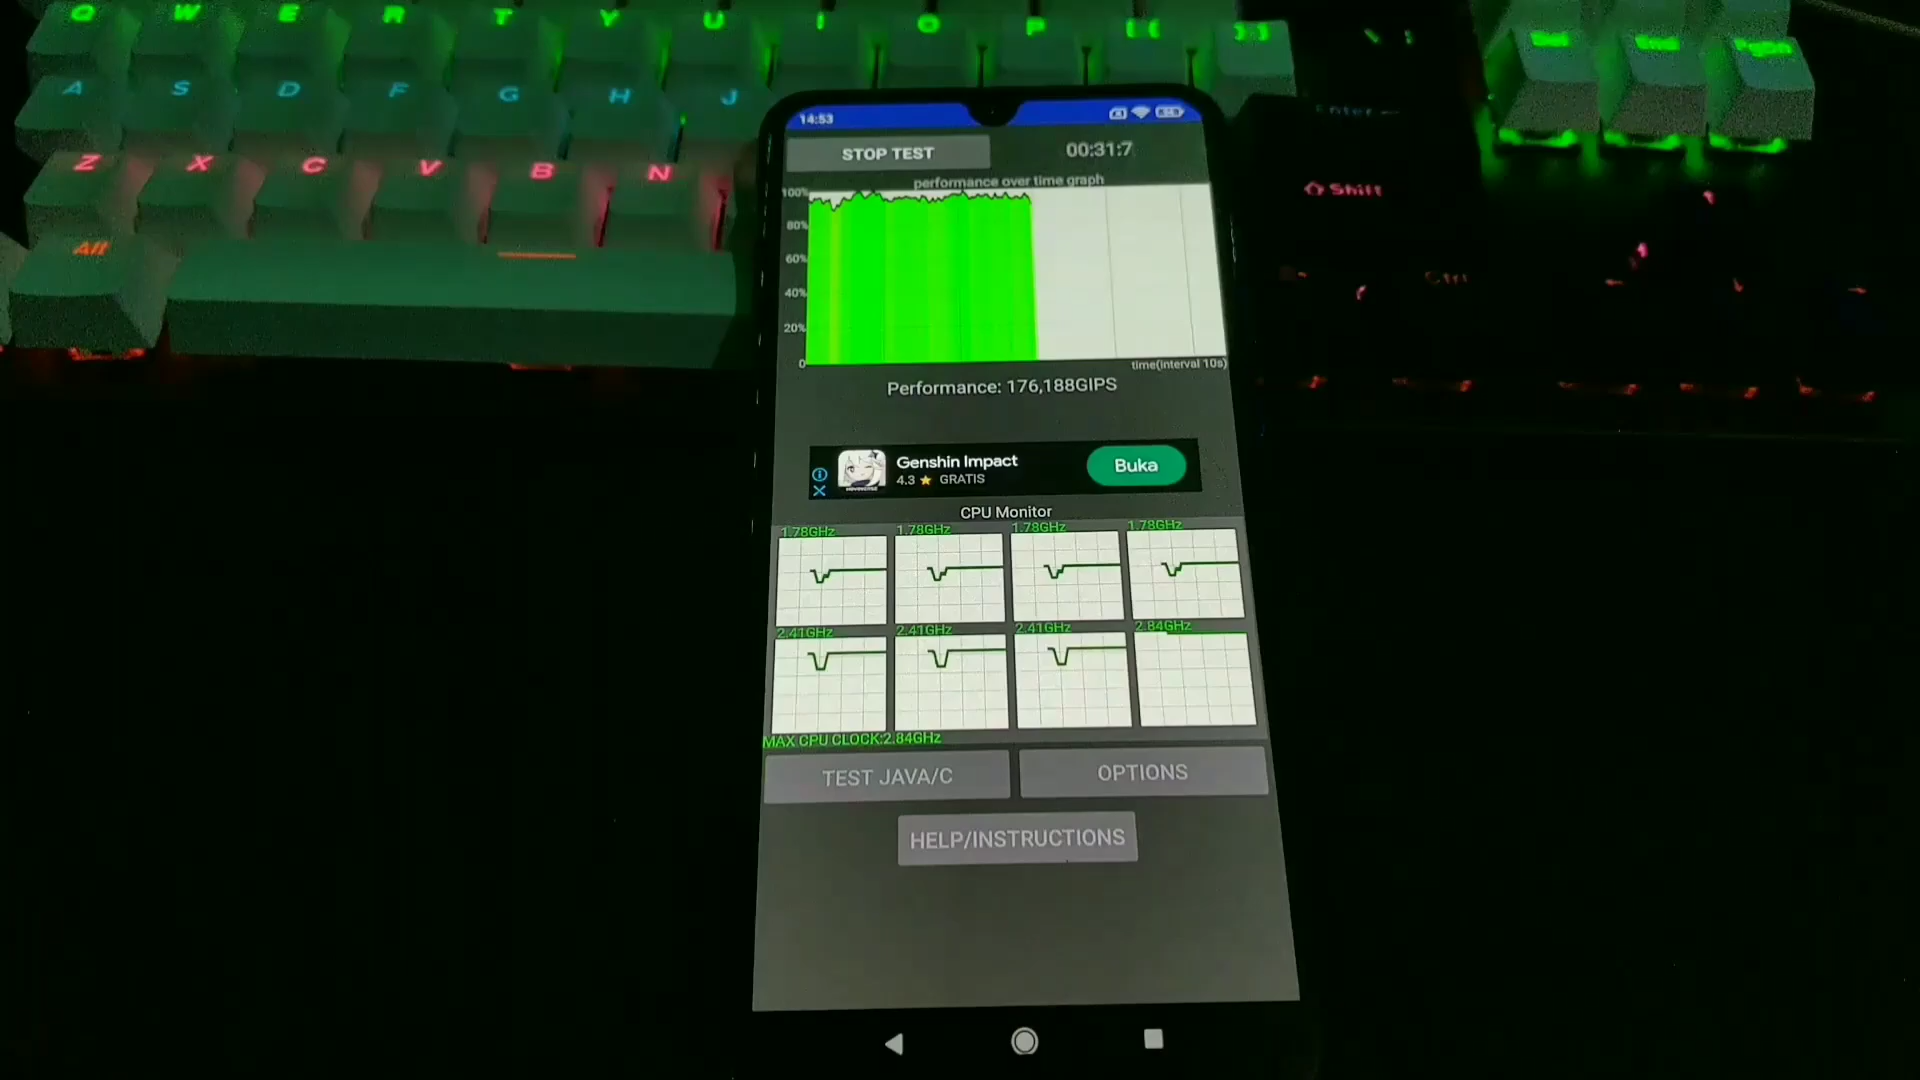 Q W E R T Y U I O P [ { } ]
A S D F G H J
Enter
Z X C V B N
Shift
Alt
Ctrl
14:53
STOP TEST
00:31:7
performance over time graph
100%
80%
60%
40%
20%
0
time(interval 10s)
Performance: 176,188GIPS
Genshin Impact
4.3 ★ GRATIS
Buka
CPU Monitor
1.78GHz 1.78GHz 1.78GHz 1.78GHz
2.41GHz 2.41GHz 2.41GHz 2.84GHz
MAX CPU CLOCK:2.84GHz
TEST JAVA/C
OPTIONS
HELP/INSTRUCTIONS